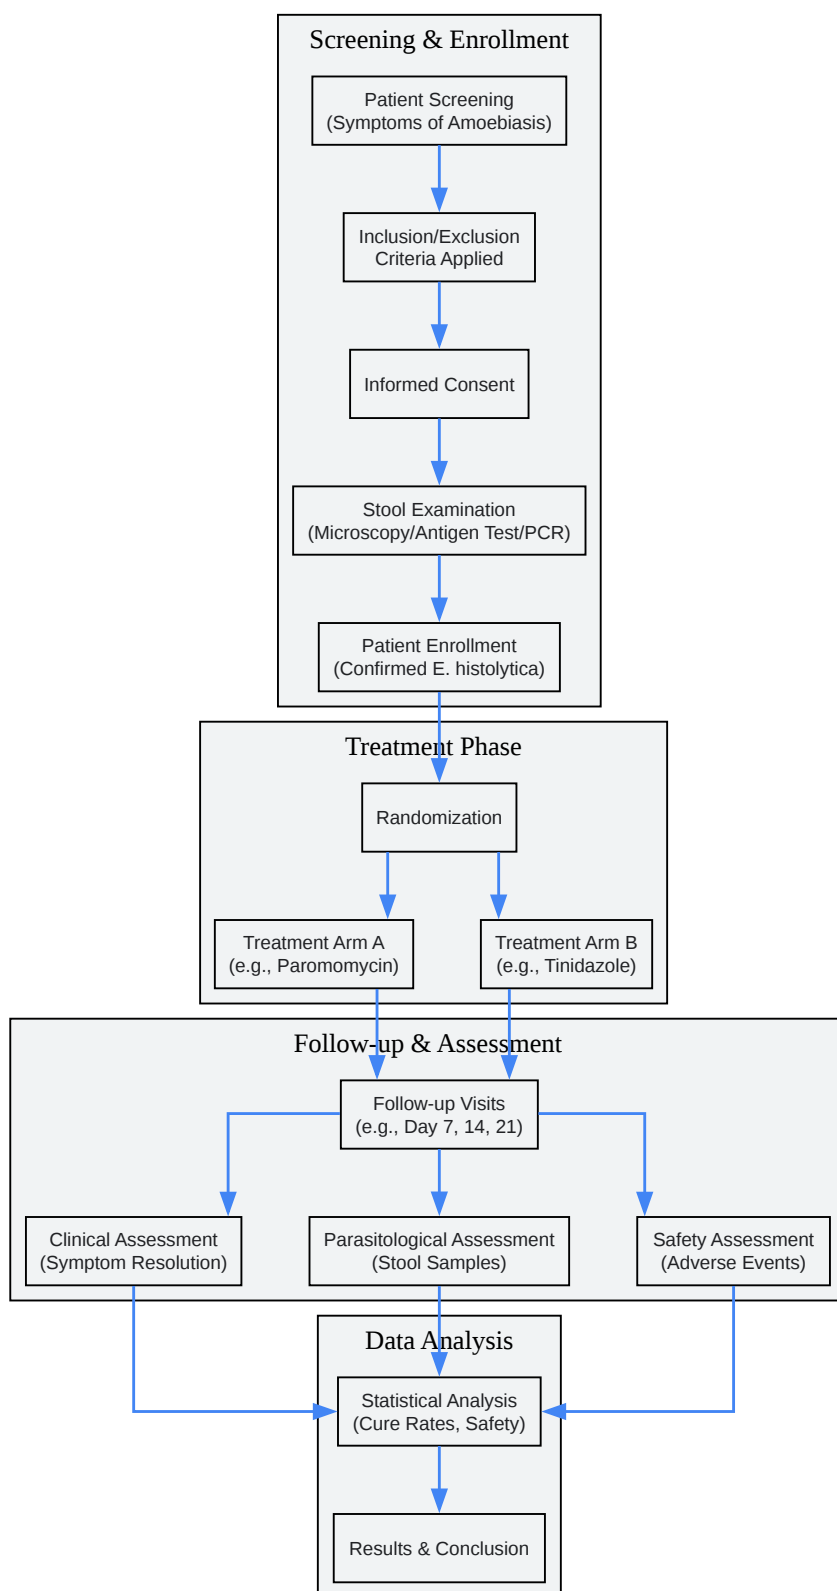 Screening & Enrollment
Patient Screening
(Symptoms of Amoebiasis)
Inclusion/Exclusion
Criteria Applied
Informed Consent
Stool Examination
(Microscopy/Antigen Test/PCR)
Patient Enrollment
(Confirmed E. histolytica)
Treatment Phase
Randomization
Treatment Arm A
(e.g., Paromomycin)
Treatment Arm B
(e.g., Tinidazole)
Follow-up & Assessment
Follow-up Visits
(e.g., Day 7, 14, 21)
Clinical Assessment
(Symptom Resolution)
Parasitological Assessment
(Stool Samples)
Safety Assessment
(Adverse Events)
Data Analysis
Statistical Analysis
(Cure Rates, Safety)
Results & Conclusion